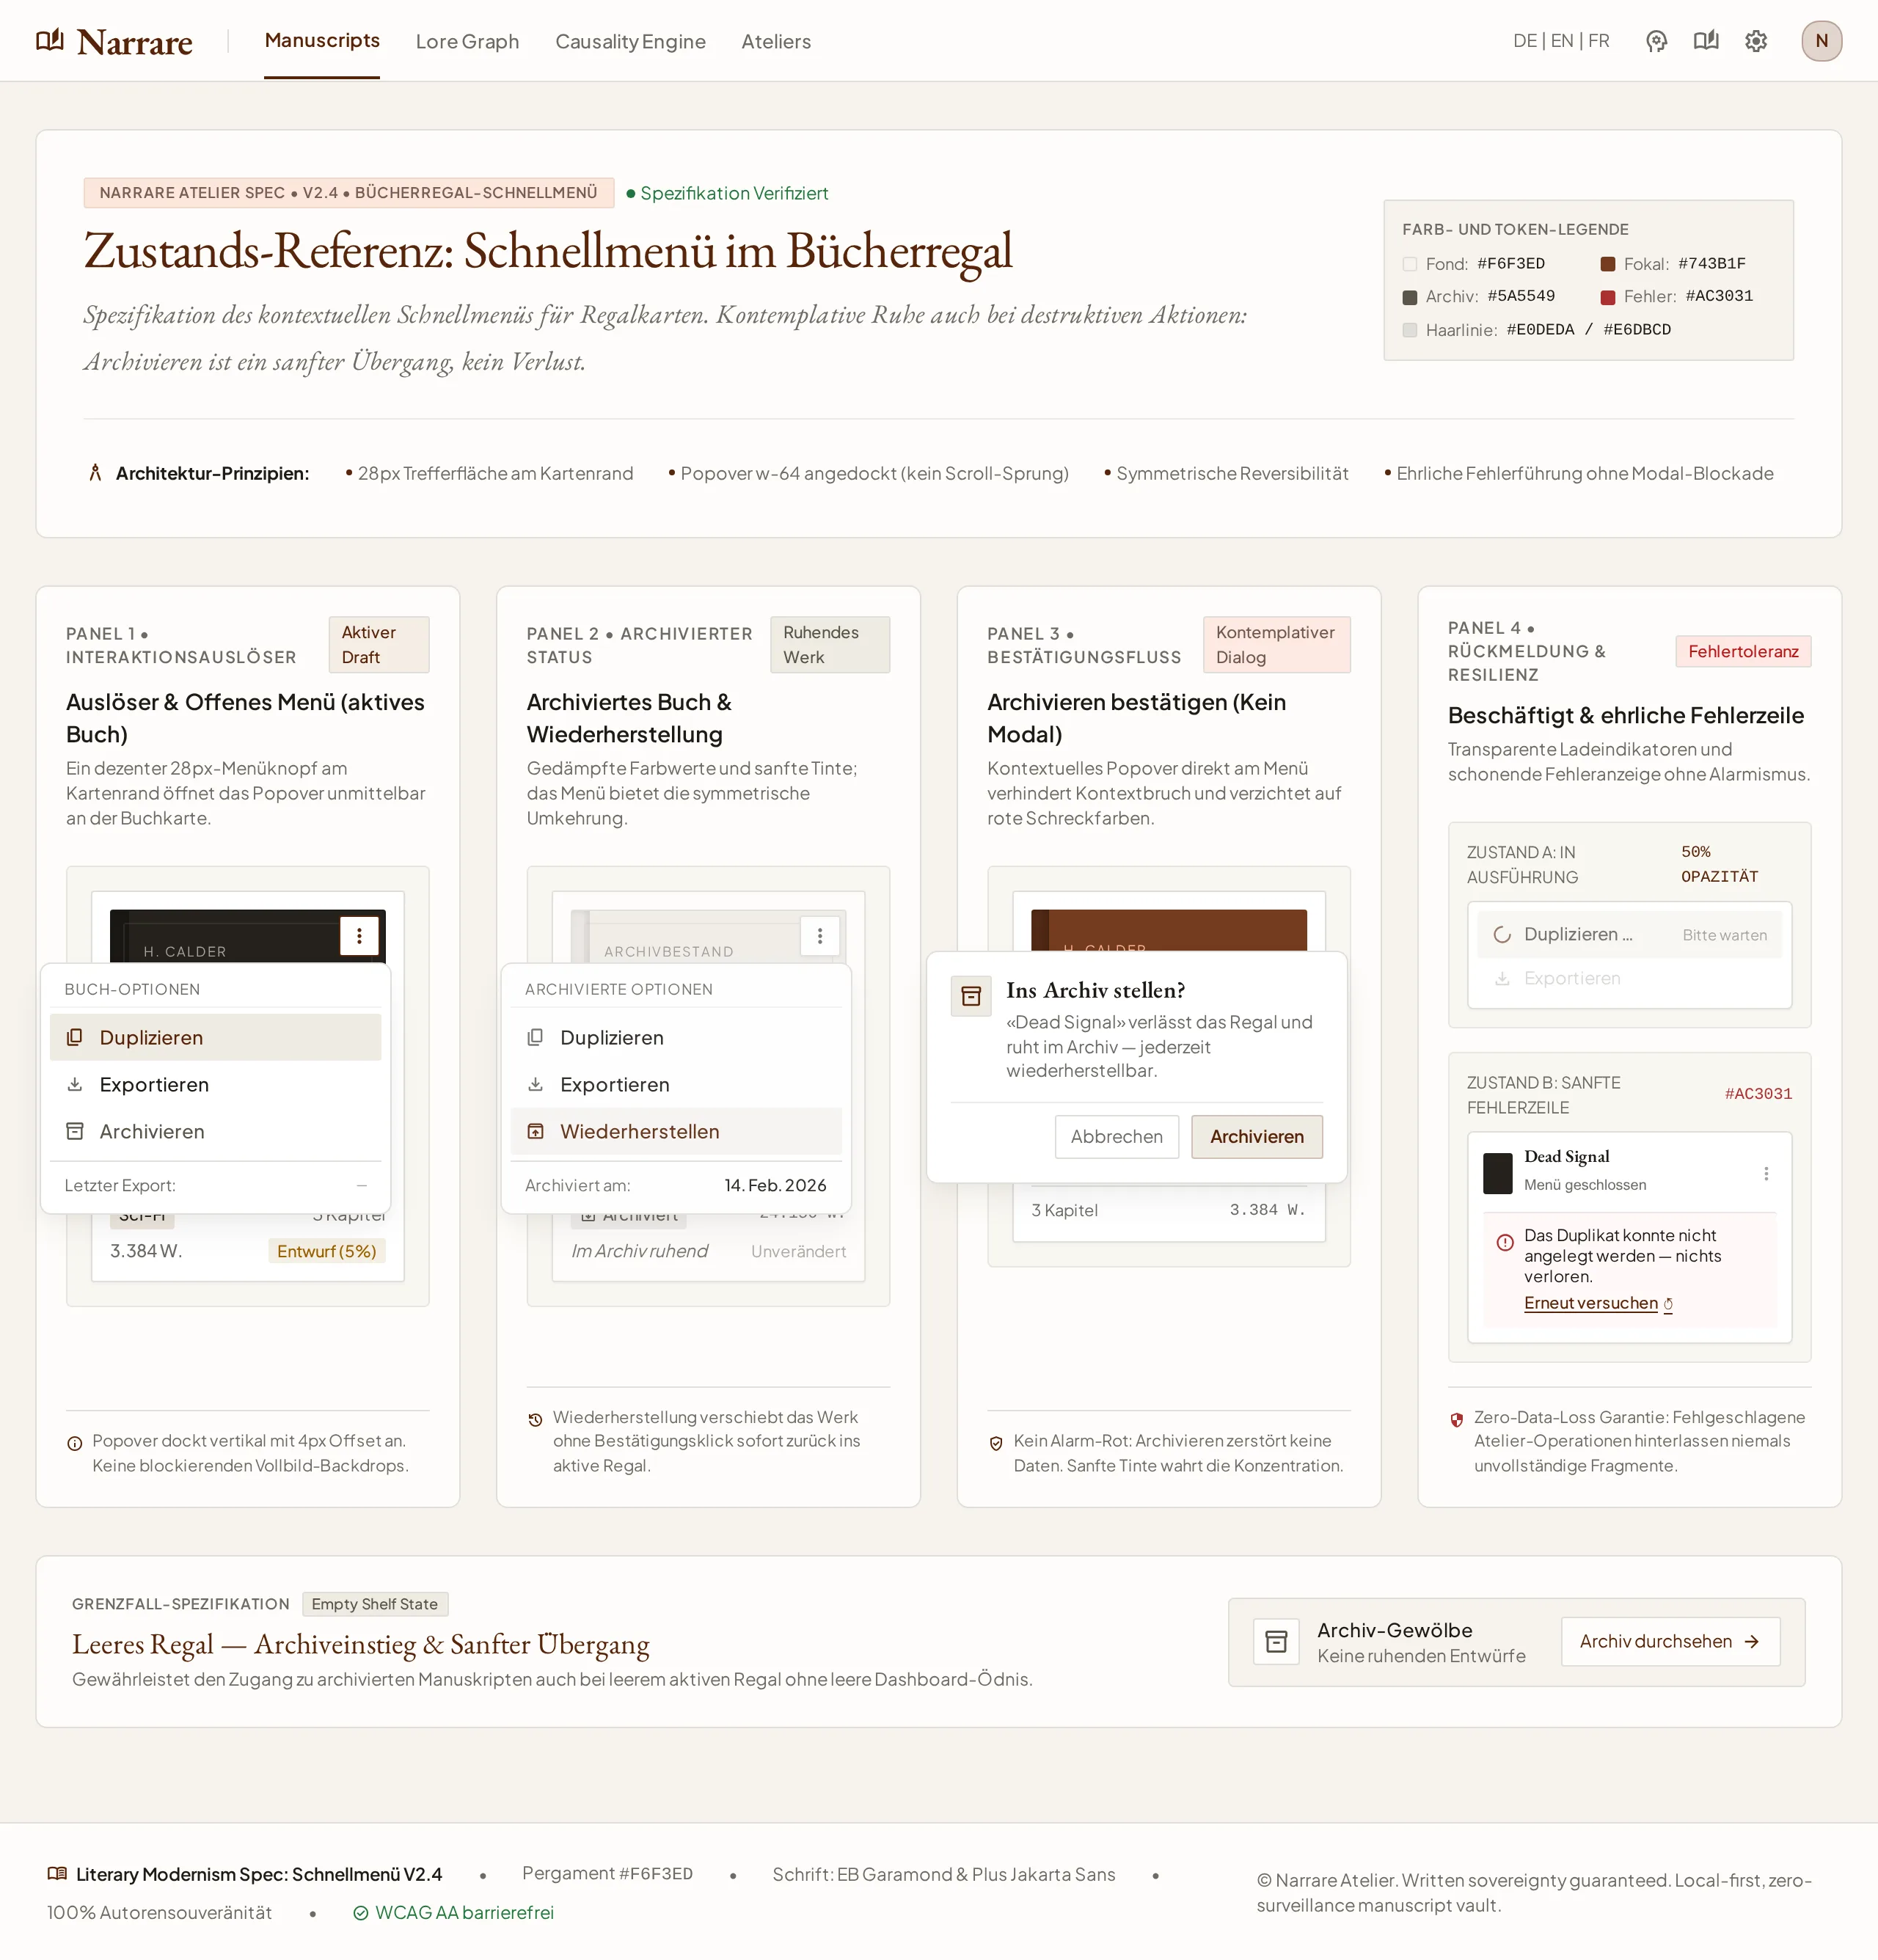 Narrare
Manuscripts
Lore Graph
Causality Engine
Ateliers
DE | EN | FR
N
NARRARE ATELIER SPEC • V2.4 • BÜCHERREGAL-SCHNELLMENÜ
Spezifikation Verifiziert
Zustands-Referenz: Schnellmenü im Bücherregal
Spezifikation des kontextuellen Schnellmenüs für Regalkarten. Kontemplative Ruhe auch bei destruktiven Aktionen:
Archivieren ist ein sanfter Übergang, kein Verlust.
FARB- UND TOKEN-LEGENDE
Fond: #F6F3ED
Fokal: #743B1F
Archiv: #5A5549
Fehler: #AC3031
Haarlinie: #E0DEDA / #E6DBCD
Architektur-Prinzipien:
• 28px Trefferfläche am Kartenrand
• Popover w-64 angedockt (kein Scroll-Sprung)
• Symmetrische Reversibilität
• Ehrliche Fehlerführung ohne Modal-Blockade
PANEL 1 •
INTERAKTIONSAUSLÖSER
Aktiver
Draft
Auslöser & Offenes Menü (aktives
Buch)
Ein dezenter 28px-Menüknopf am
Kartenrand öffnet das Popover unmittelbar
an der Buchkarte.
H. CALDER
BUCH-OPTIONEN
Duplizieren
Exportieren
Archivieren
Letzter Export:
—
Sci-Fi
3 Kapitel
3.384 W.
Entwurf (5%)
Popover dockt vertikal mit 4px Offset an.
Keine blockierenden Vollbild-Backdrops.
PANEL 2 • ARCHIVIERTER
STATUS
Ruhendes
Werk
Archiviertes Buch &
Wiederherstellung
Gedämpfte Farbwerte und sanfte Tinte;
das Menü bietet die symmetrische
Umkehrung.
ARCHIVBESTAND
ARCHIVIERTE OPTIONEN
Duplizieren
Exportieren
Wiederherstellen
Archiviert am:
14. Feb. 2026
Archiviert
Im Archiv ruhend
Unverändert
Wiederherstellung verschiebt das Werk
ohne Bestätigungsklick sofort zurück ins
aktive Regal.
PANEL 3 •
BESTÄTIGUNGSFLUSS
Kontemplativer
Dialog
Archivieren bestätigen (Kein
Modal)
Kontextuelles Popover direkt am Menü
verhindert Kontextbruch und verzichtet auf
rote Schreckfarben.
H. CALDER
Ins Archiv stellen?
«Dead Signal» verlässt das Regal und
ruht im Archiv — jederzeit
wiederherstellbar.
Abbrechen
Archivieren
3 Kapitel
3.384 W.
Kein Alarm-Rot: Archivieren zerstört keine
Daten. Sanfte Tinte wahrt die Konzentration.
PANEL 4 •
RÜCKMELDUNG &
RESILIENZ
Fehlertoleranz
Beschäftigt & ehrliche Fehlerzeile
Transparente Ladeindikatoren und
schonende Fehleranzeige ohne Alarmismus.
ZUSTAND A: IN
AUSFÜHRUNG
50%
OPAZITÄT
Duplizieren ...
Bitte warten
Exportieren
ZUSTAND B: SANFTE
FEHLERZEILE
#AC3031
Dead Signal
Menü geschlossen
Das Duplikat konnte nicht
angelegt werden — nichts
verloren.
Erneut versuchen
Zero-Data-Loss Garantie: Fehlgeschlagene
Atelier-Operationen hinterlassen niemals
unvollständige Fragmente.
GRENZFALL-SPEZIFIKATION
Empty Shelf State
Leeres Regal — Archiveinstieg & Sanfter Übergang
Gewährleistet den Zugang zu archivierten Manuskripten auch bei leerem aktiven Regal ohne leere Dashboard-Ödnis.
Archiv-Gewölbe
Keine ruhenden Entwürfe
Archiv durchsehen →
Literary Modernism Spec: Schnellmenü V2.4
•
Pergament #F6F3ED
•
Schrift: EB Garamond & Plus Jakarta Sans
•
100% Autorensouveränität
•
WCAG AA barrierefrei
© Narrare Atelier. Written sovereignty guaranteed. Local-first, zero-
surveillance manuscript vault.